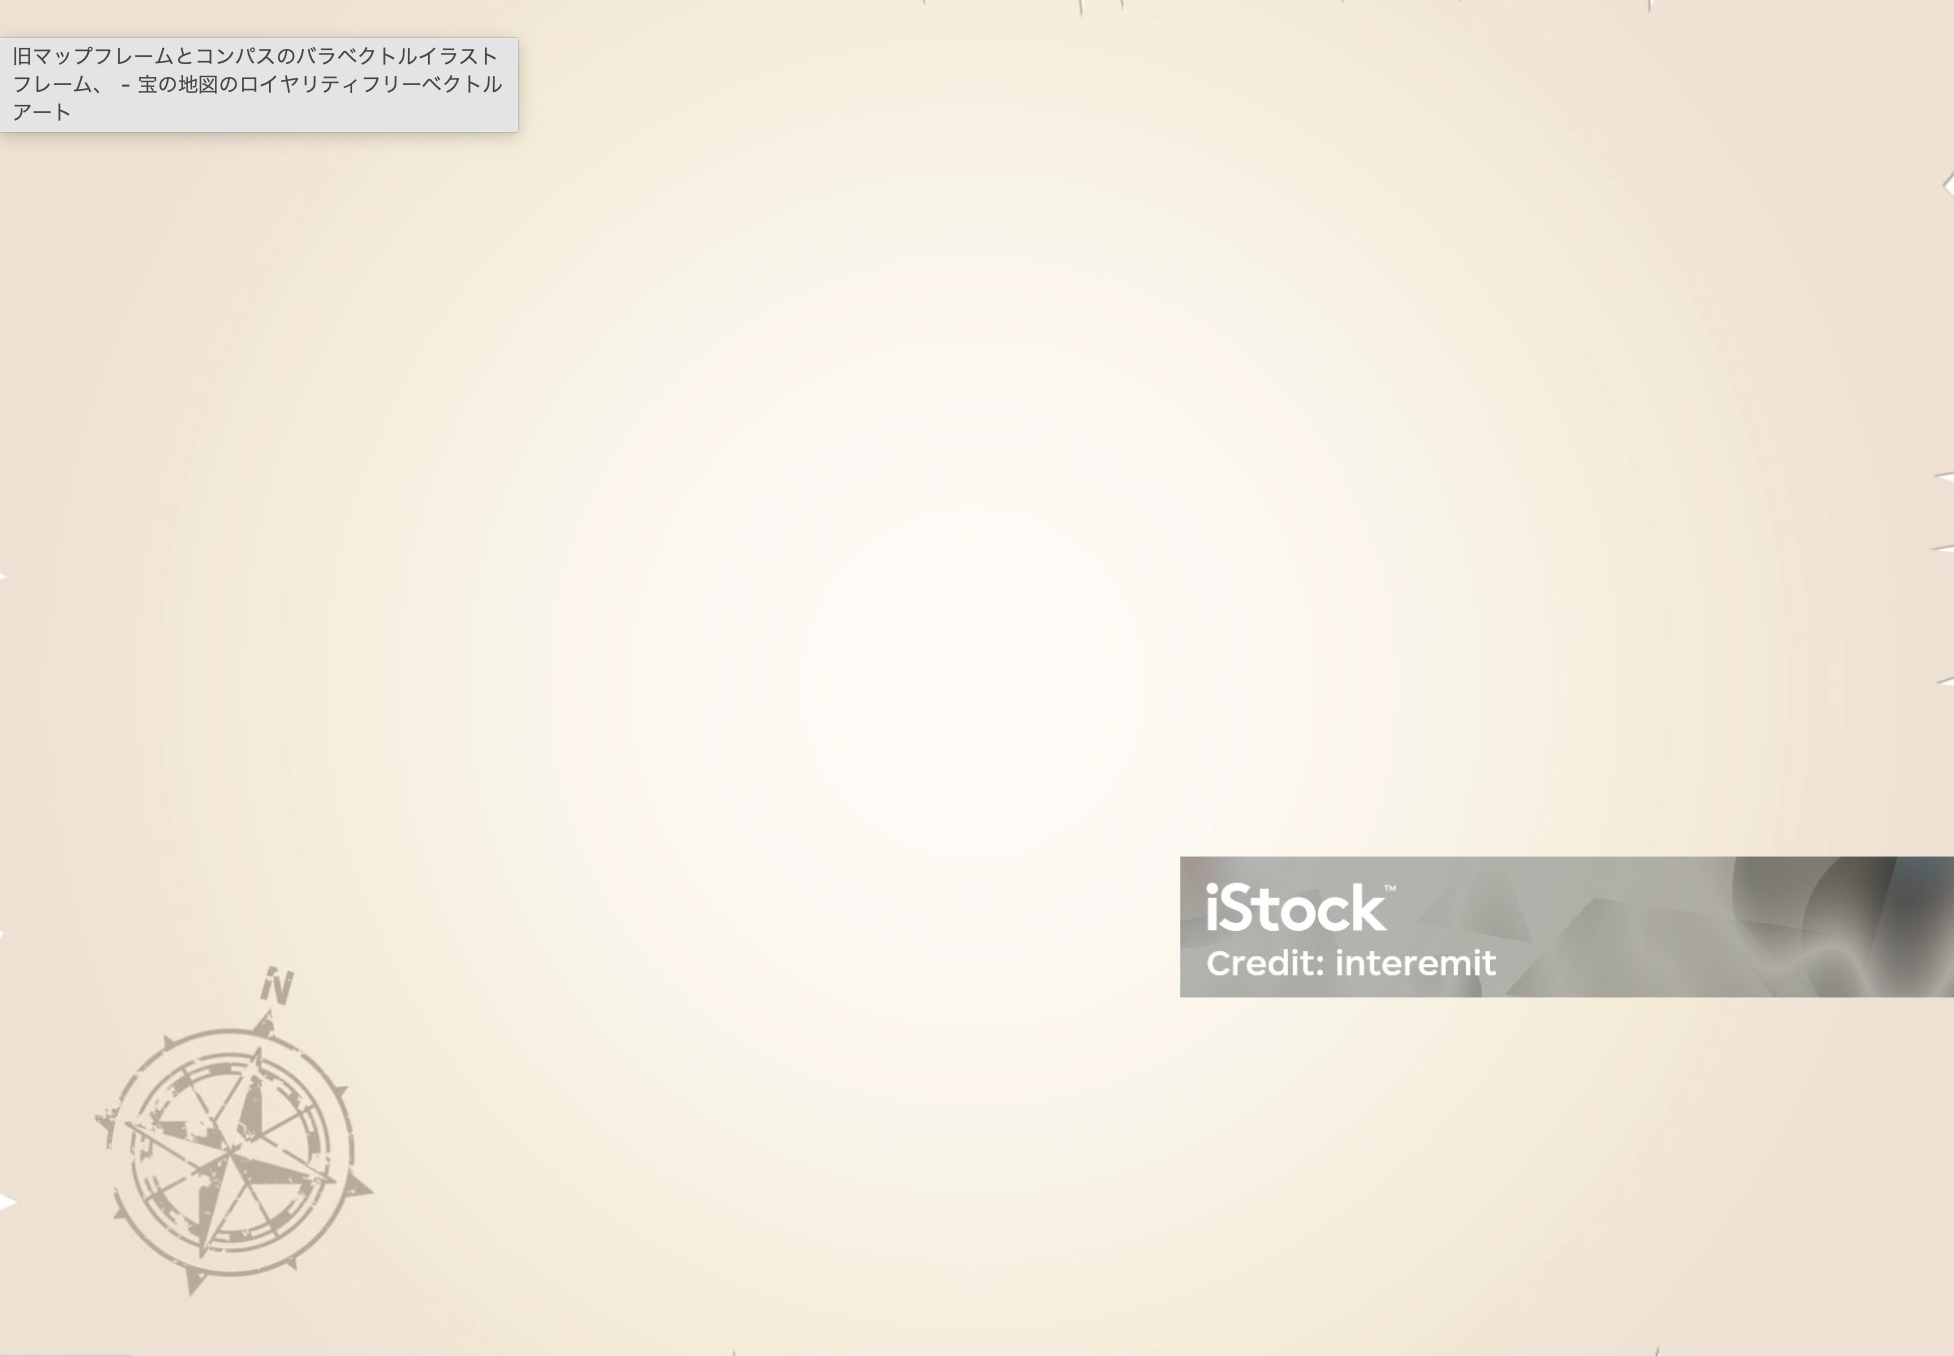 旧マップフレームとコンパスのバラベクトルイラスト
フレーム、 - 宝の地図のロイヤリティフリーベクトル
アート
iStock™
Credit: interemit
N